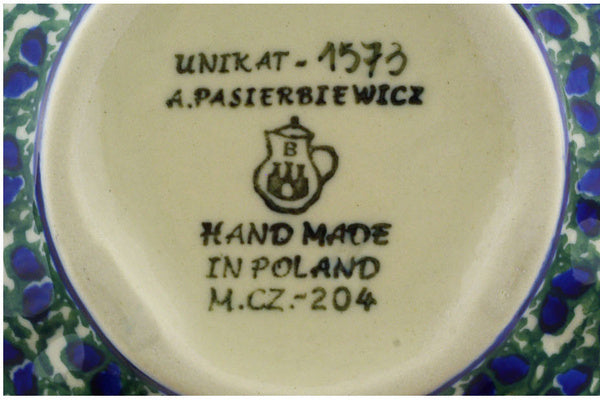 UNIKAT - 1573
A. PASIERBIEWICZ
B
HAND MADE
IN POLAND
M.CZ.-204